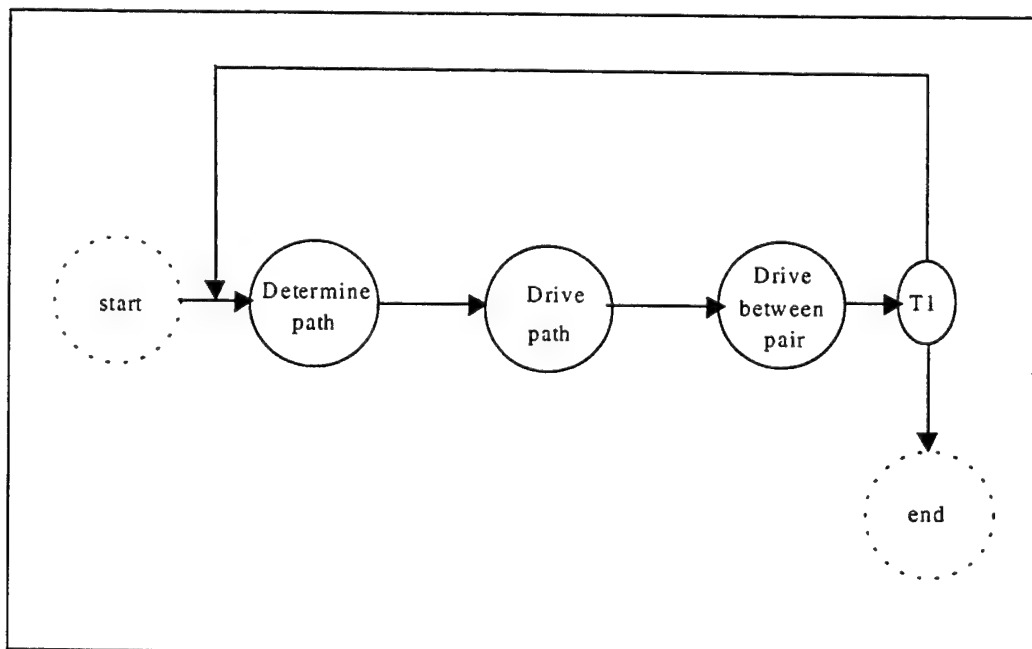 start
Determine
path
Drive
path
Drive
between
pair
T1
end